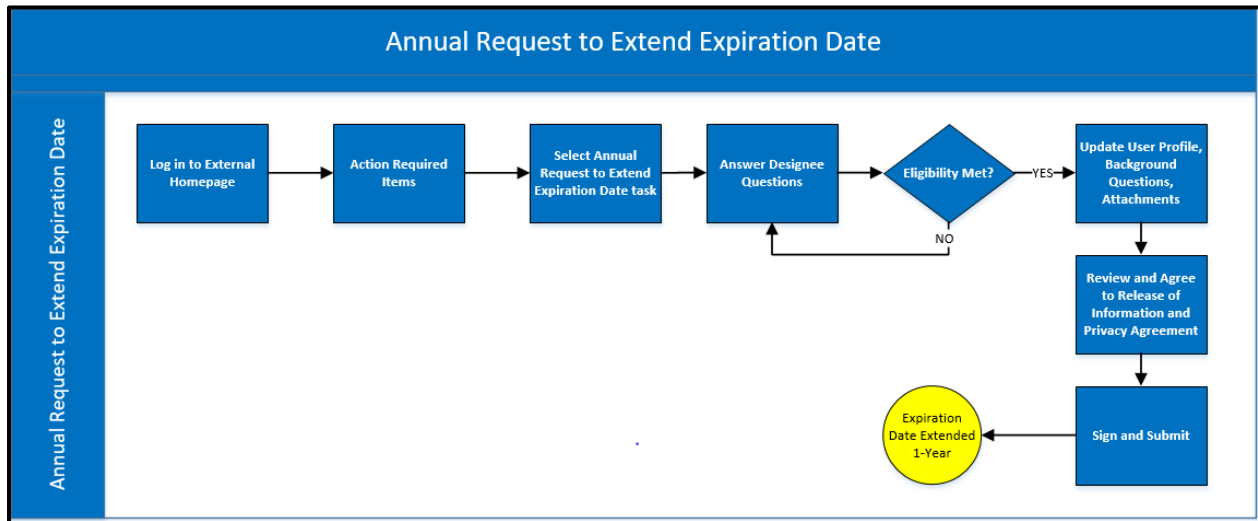 Annual Request to Extend Expiration Date
Annual Request to Extend Expiration Date
Log in to External
Homepage
Action Required
Items
Select Annual
Request to Extend
Expiration Date task
Answer Designee
Questions
Eligibility Met?
YES
NO
Update User Profile,
Background
Questions,
Attachments
Review and Agree
to Release of
Information and
Privacy Agreement
Sign and Submit
Expiration
Date Extended
1-Year